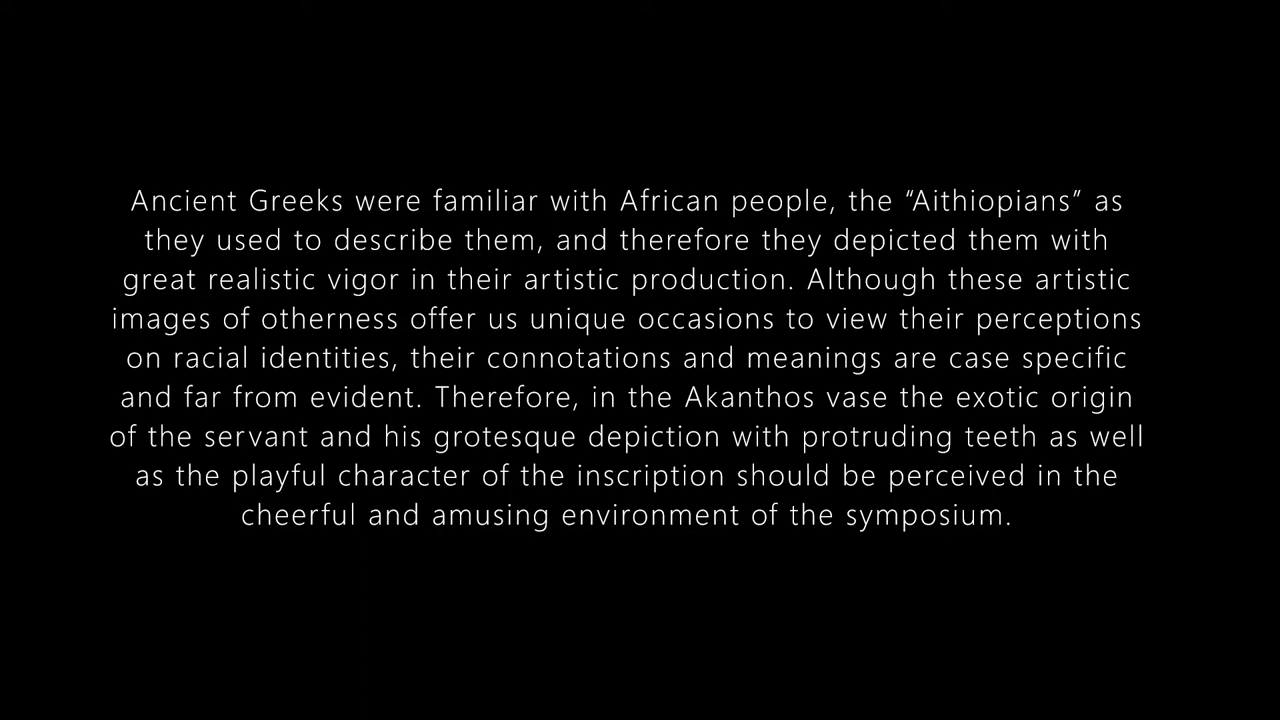 Ancient Greeks were familiar with African people, the “Aithiopians” as
they used to describe them, and therefore they depicted them with
great realistic vigor in their artistic production. Although these artistic
images of otherness offer us unique occasions to view their perceptions
on racial identities, their connotations and meanings are case specific
and far from evident. Therefore, in the Akanthos vase the exotic origin
of the servant and his grotesque depiction with protruding teeth as well
as the playful character of the inscription should be perceived in the
cheerful and amusing environment of the symposium.